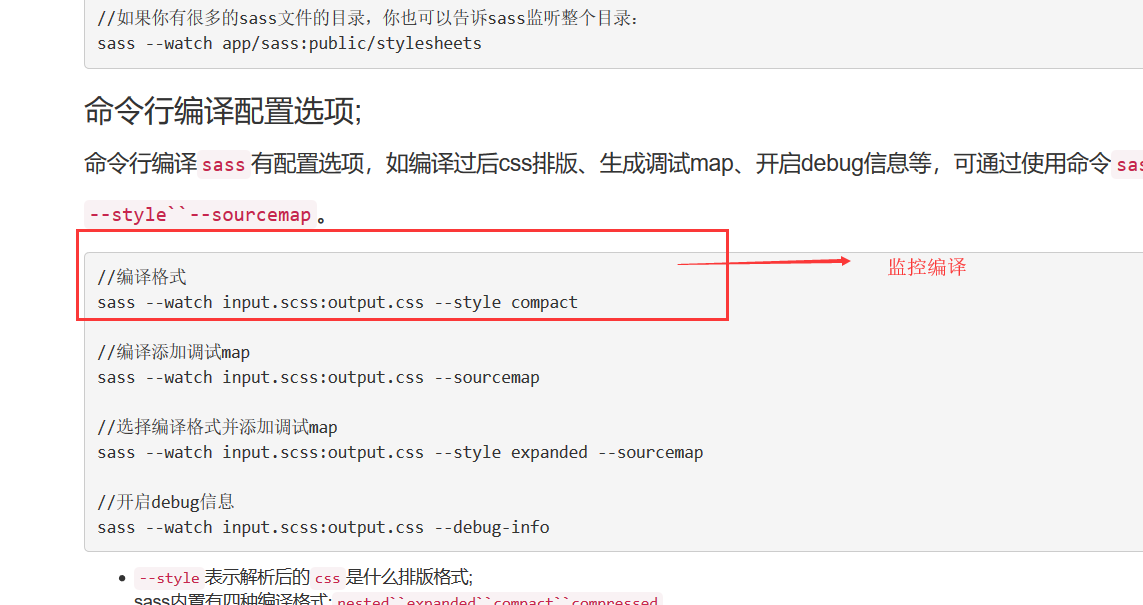 //如果你有很多的sass文件的目录，你也可以告诉sass监听整个目录：
sass --watch app/sass:public/stylesheets
命令行编译配置选项;
命令行编译sass有配置选项，如编译过后css排版、生成调试map、开启debug信息等，可通过使用命令sas
--style``--sourcemap。
//编译格式
sass --watch input.scss:output.css --style compact
监控编译
//编译添加调试map
sass --watch input.scss:output.css --sourcemap
//选择编译格式并添加调试map
sass --watch input.scss:output.css --style expanded --sourcemap
//开启debug信息
sass --watch input.scss:output.css --debug-info
--style表示解析后的css是什么排版格式;
sass内置有四种编译格式:nested``expanded``compact``compressed